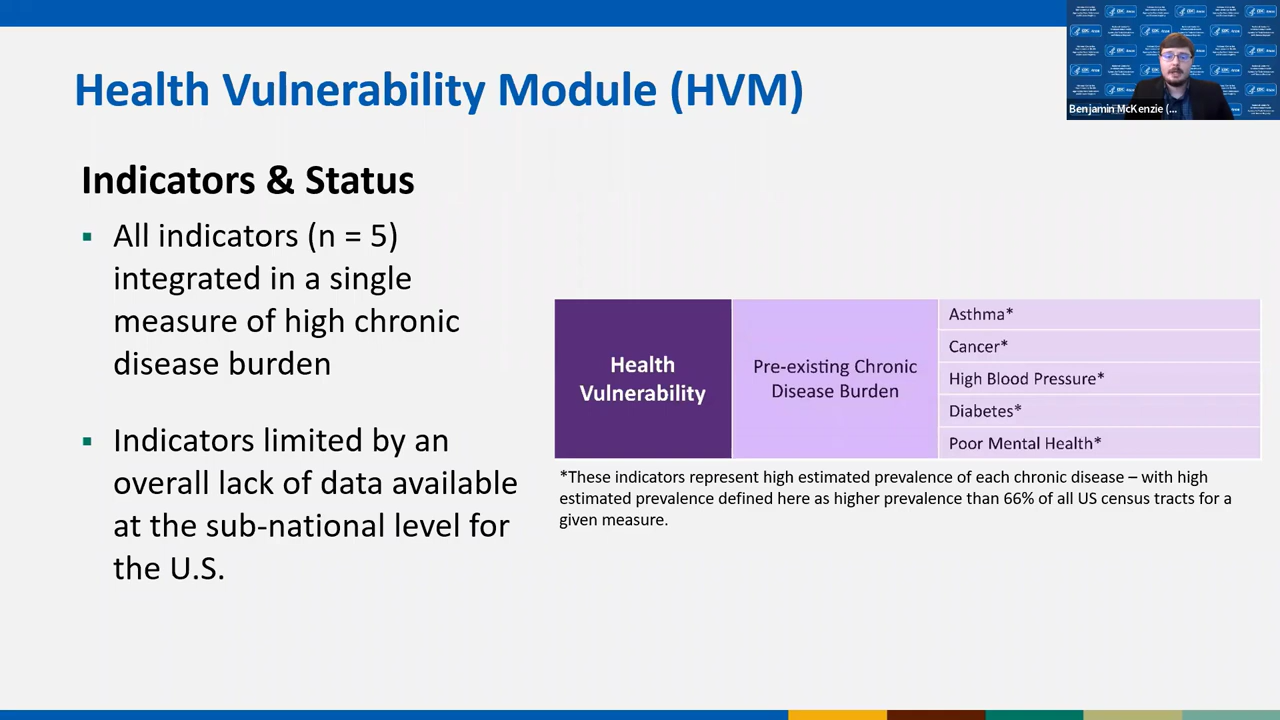 Health Vulnerability Module (HVM)
Benjamin McKenzie (...
Indicators & Status
▪ All indicators (n = 5)
integrated in a single
measure of high chronic
disease burden
▪ Indicators limited by an
overall lack of data available
at the sub-national level for
the U.S.
Health
Vulnerability
Pre-existing Chronic
Disease Burden
Asthma*
Cancer*
High Blood Pressure*
Diabetes*
Poor Mental Health*
*These indicators represent high estimated prevalence of each chronic disease – with high
estimated prevalence defined here as higher prevalence than 66% of all US census tracts for a
given measure.